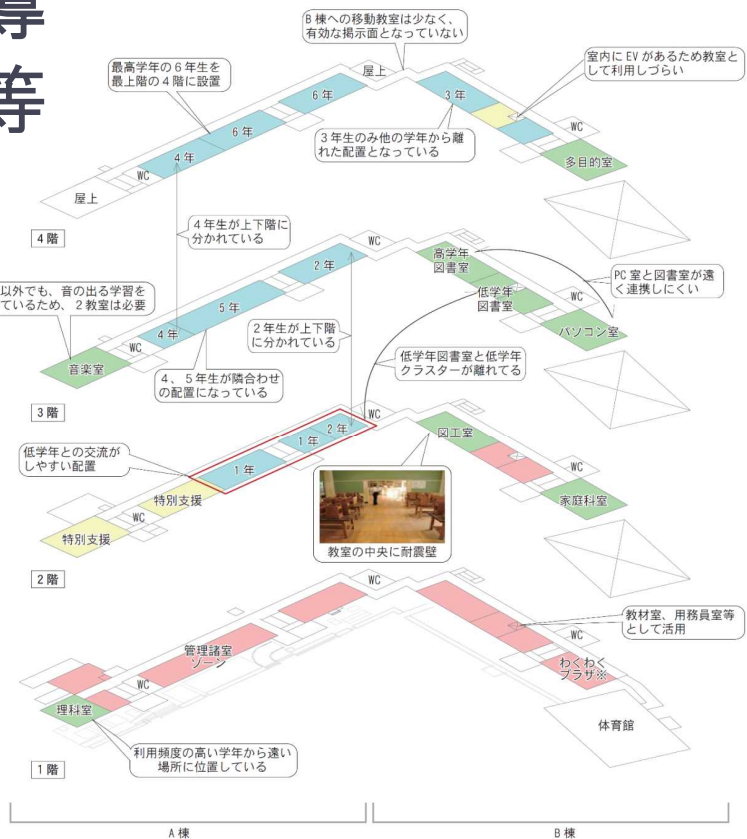 導
等
B棟への移動教室は少なく、
有効な掲示面となっていない
最高学年の6年生を
最上階の4階に設置
室内にEVがあるため教室と
して利用しづらい
屋上
6年
3年
6年
4年
WC
屋上
3年生のみ他の学年から離
れた配置となっている
WC
多目的室
4階
4年生が上下階に
分かれている
WC
高学年
図書室
2年
PC室と図書室が遠
く連携しにくい
以外でも、音の出る学習を
ているため、2教室は必要
5年
低学年
図書室
WC
4年
WC
2年生が上下階
に分かれている
パソコン室
音楽室
4、5年生が隣合わせ
の配置になっている
低学年図書室と低学年
クラスターが離れてる
3階
WC
2年
1年
図工室
低学年との交流が
しやすい配置
1年
WC
特別支援
WC
家庭科室
特別支援
教室の中央に耐震壁
2階
WC
教材室、用務員室等
として活用
管理諸室
ゾーン
WC
WC
わくわく
プラザ※
理科室
体育館
利用頻度の高い学年から遠い
場所に位置している
1階
A棟
B棟